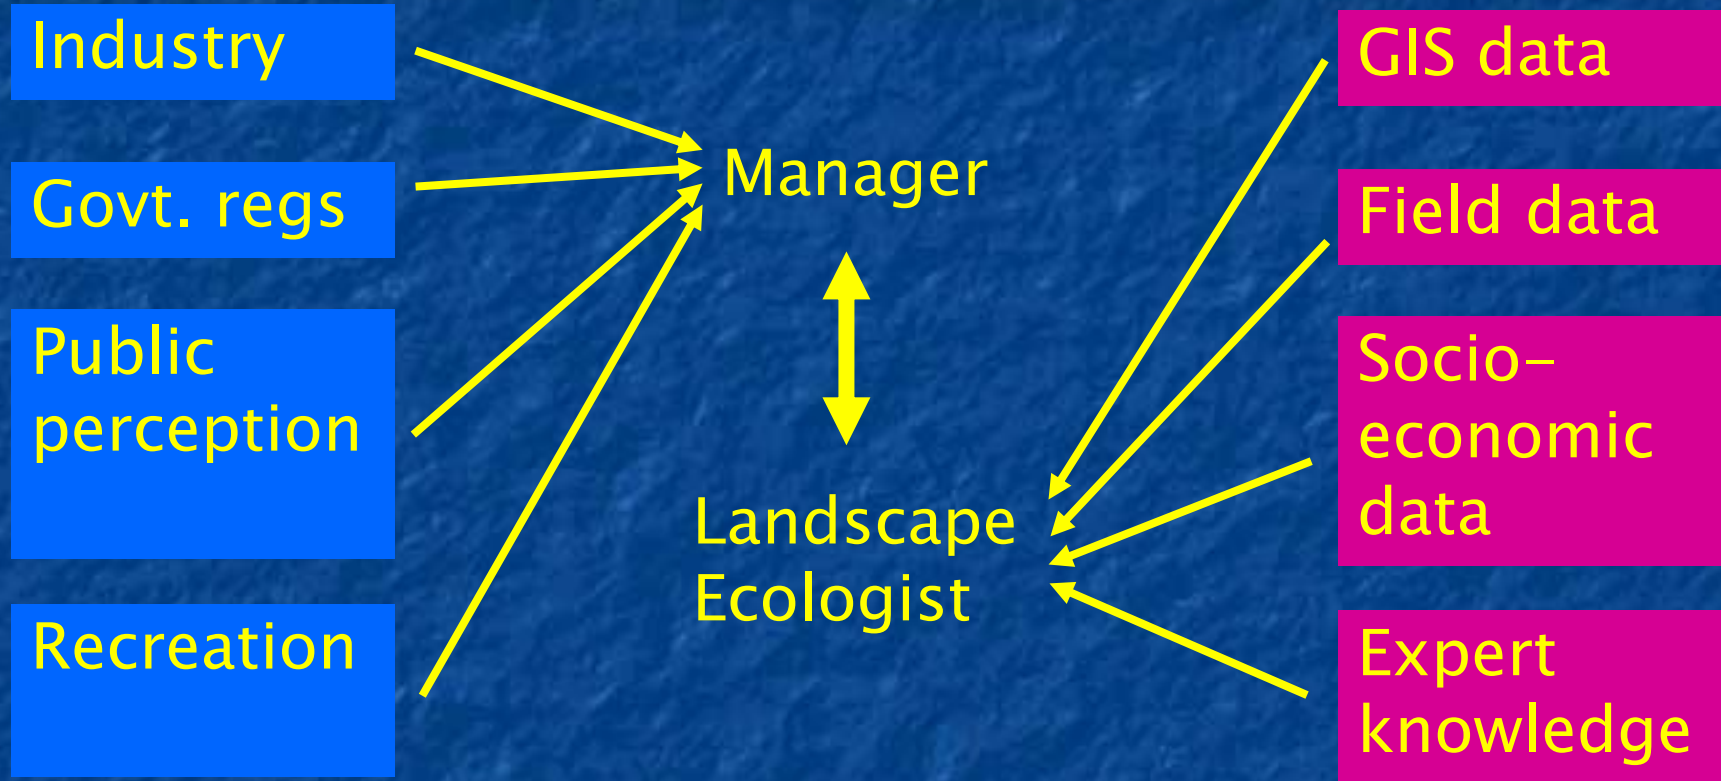 Industry
Govt. regs
Public
perception
Recreation
Manager
Landscape
Ecologist
GIS data
Field data
Socio-
economic
data
Expert
knowledge